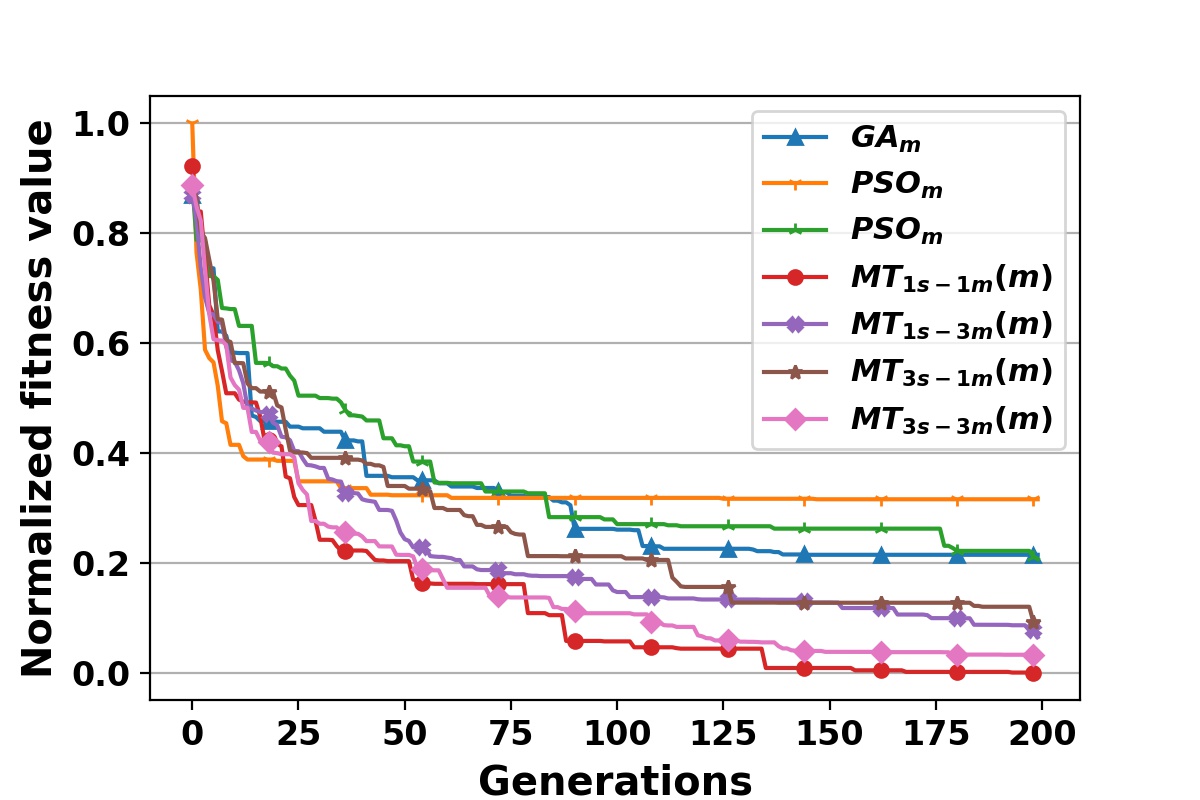 Normalized fitness value
1.0
0.8
0.6
0.4
0.2
0.0
GAₘ
PSOₘ
PSOₘ
MT₁ₛ₋₁ₘ(m)
MT₁ₛ₋₃ₘ(m)
MT₃ₛ₋₁ₘ(m)
MT₃ₛ₋₃ₘ(m)
0 25 50 75 100 125 150 175 200
Generations